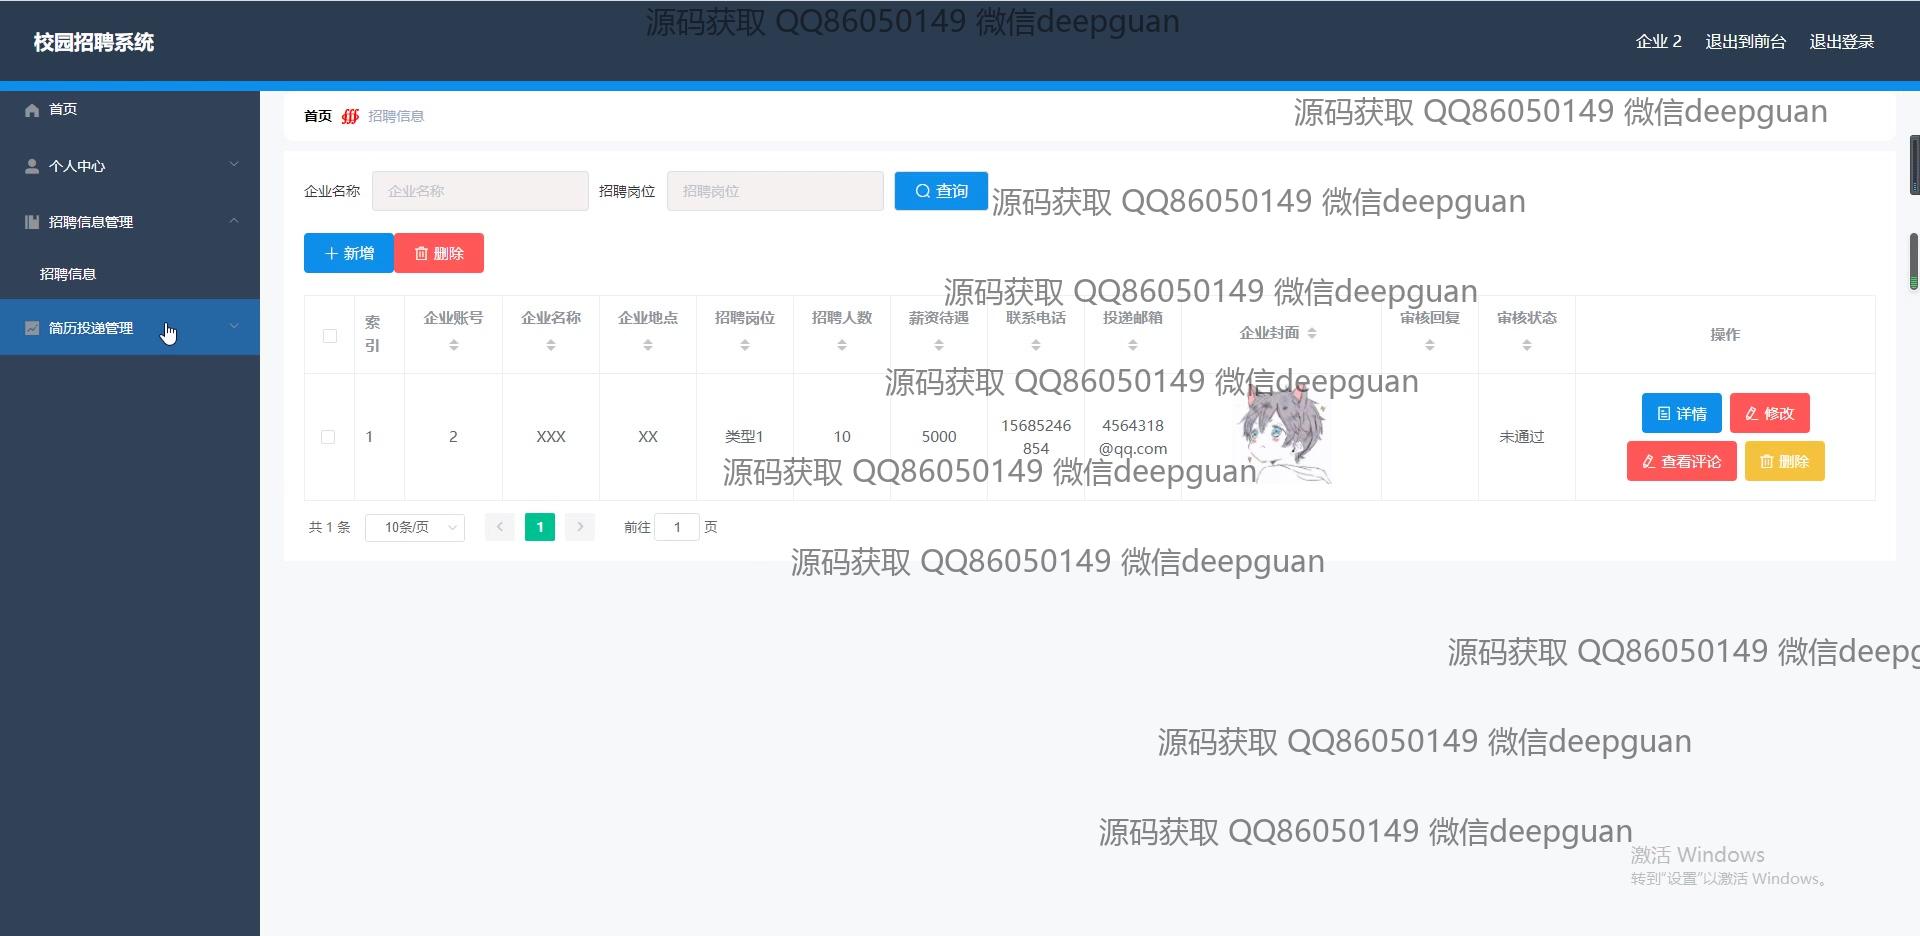 源码获取 QQ86050149 微信deepguan
校园招聘系统
企业 2 退出到前台 退出登录
首页
首页 招聘信息
源码获取 QQ86050149 微信deepguan
个人中心
企业名称 企业名称 招聘岗位 招聘岗位 查询
源码获取 QQ86050149 微信deepguan
招聘信息管理
新增 删除
招聘信息
源码获取 QQ86050149 微信deepguan
简历投递管理
索引 企业账号 企业名称 企业地点 招聘岗位 招聘人数 薪资待遇 联系电话 投递邮箱 企业封面 审核回复 审核状态 操作
源码获取 QQ86050149 微信deepguan
1 2 XXX XX 类型1 10 5000 15685246854 4564318@qq.com 未通过
详情 修改
查看评论 删除
源码获取 QQ86050149 微信deepguan
共 1 条 10条/页 1 前往 1 页
源码获取 QQ86050149 微信deepguan
源码获取 QQ86050149 微信deepg
源码获取 QQ86050149 微信deepguan
源码获取 QQ86050149 微信deepguan
激活 Windows
转到“设置”以激活 Windows。